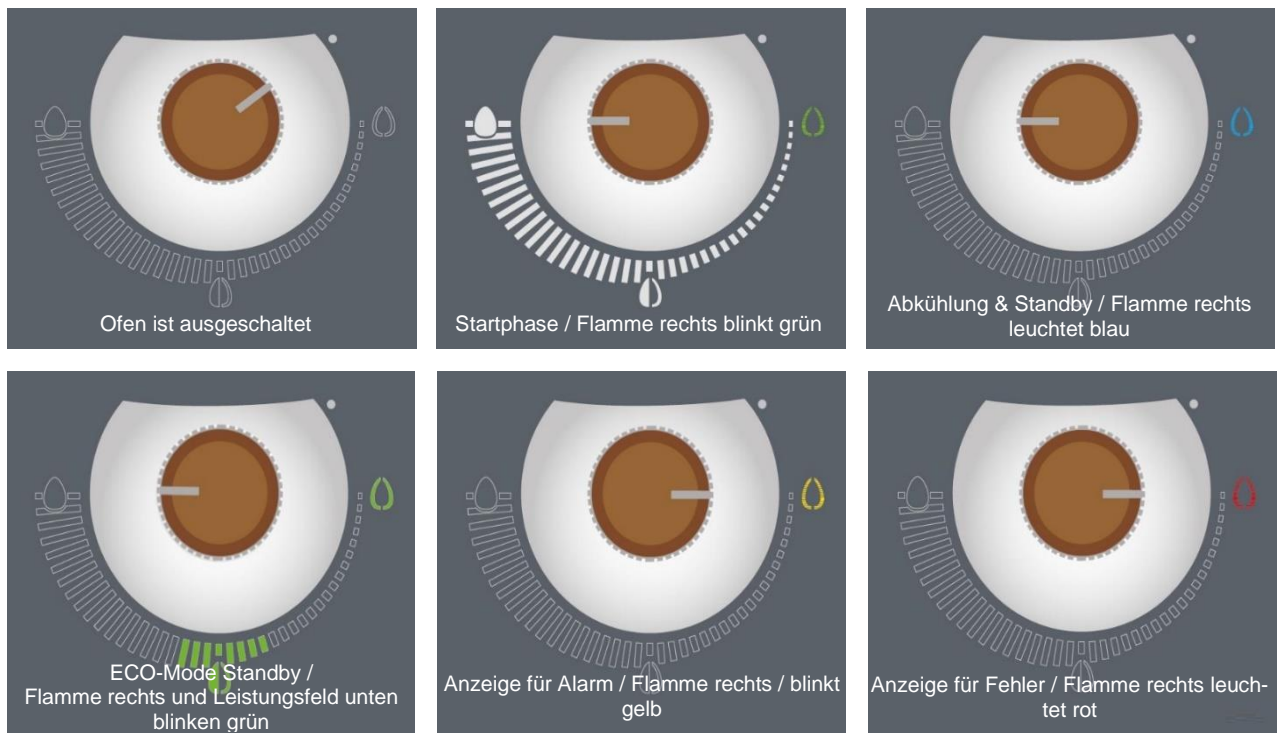 Ofen ist ausgeschaltet
Startphase / Flamme rechts blinkt grün
Abkühlung & Standby / Flamme rechts
leuchtet blau
ECO-Mode Standby /
Flamme rechts und Leistungsfeld unten
blinken grün
Anzeige für Alarm / Flamme rechts / blinkt
gelb
Anzeige für Fehler / Flamme rechts leuch-
tet rot